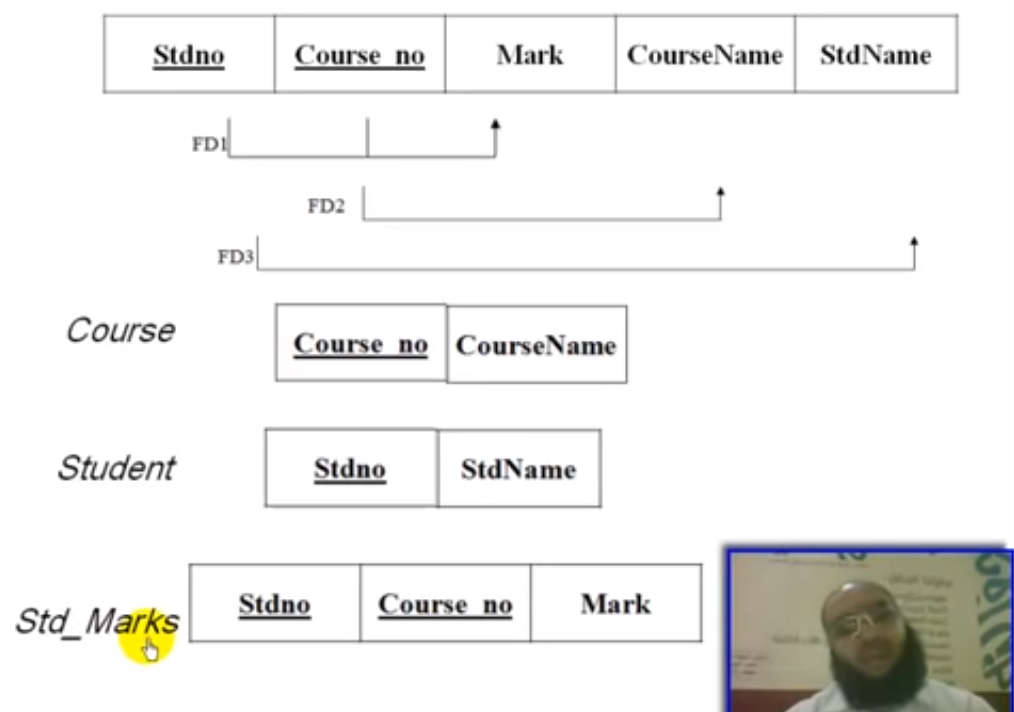 Stdno Course_no Mark CourseName StdName
FD1
FD2
FD3
Course
Course_no CourseName
Student
Stdno StdName
Std_Marks
Stdno Course_no Mark